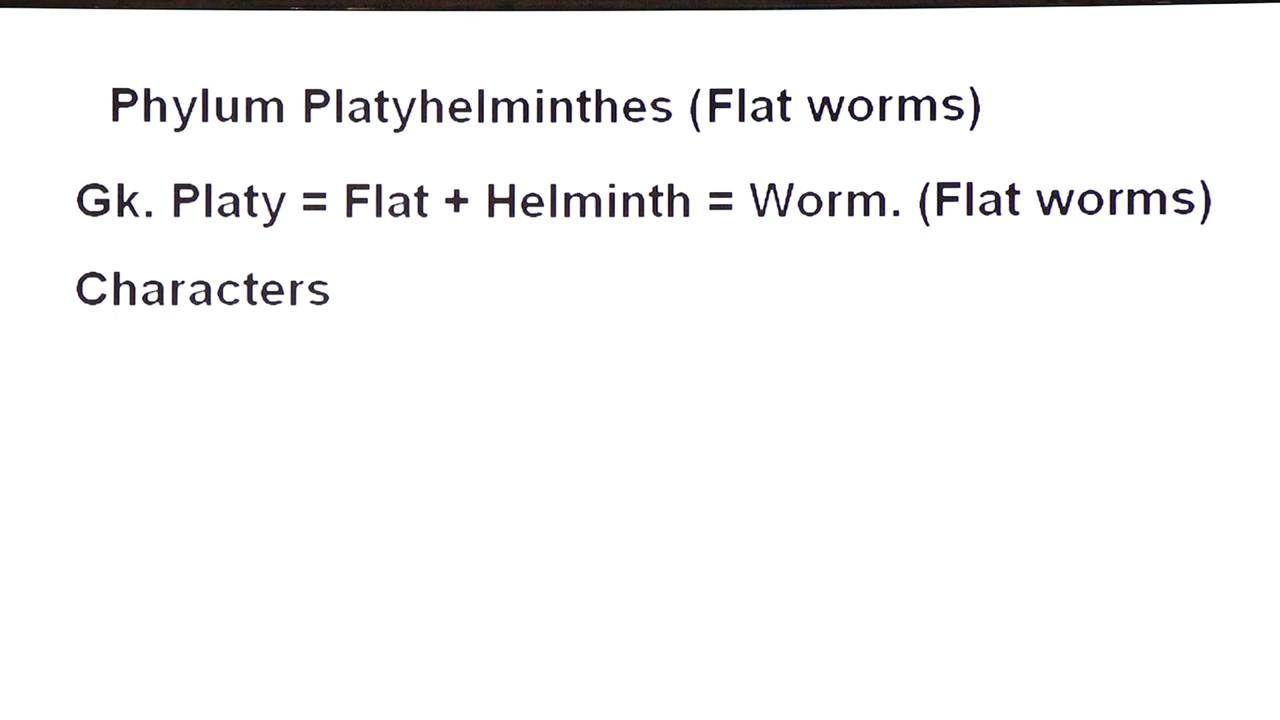 Phylum Platyhelminthes (Flat worms)
Gk. Platy = Flat + Helminth = Worm. (Flat worms)
Characters